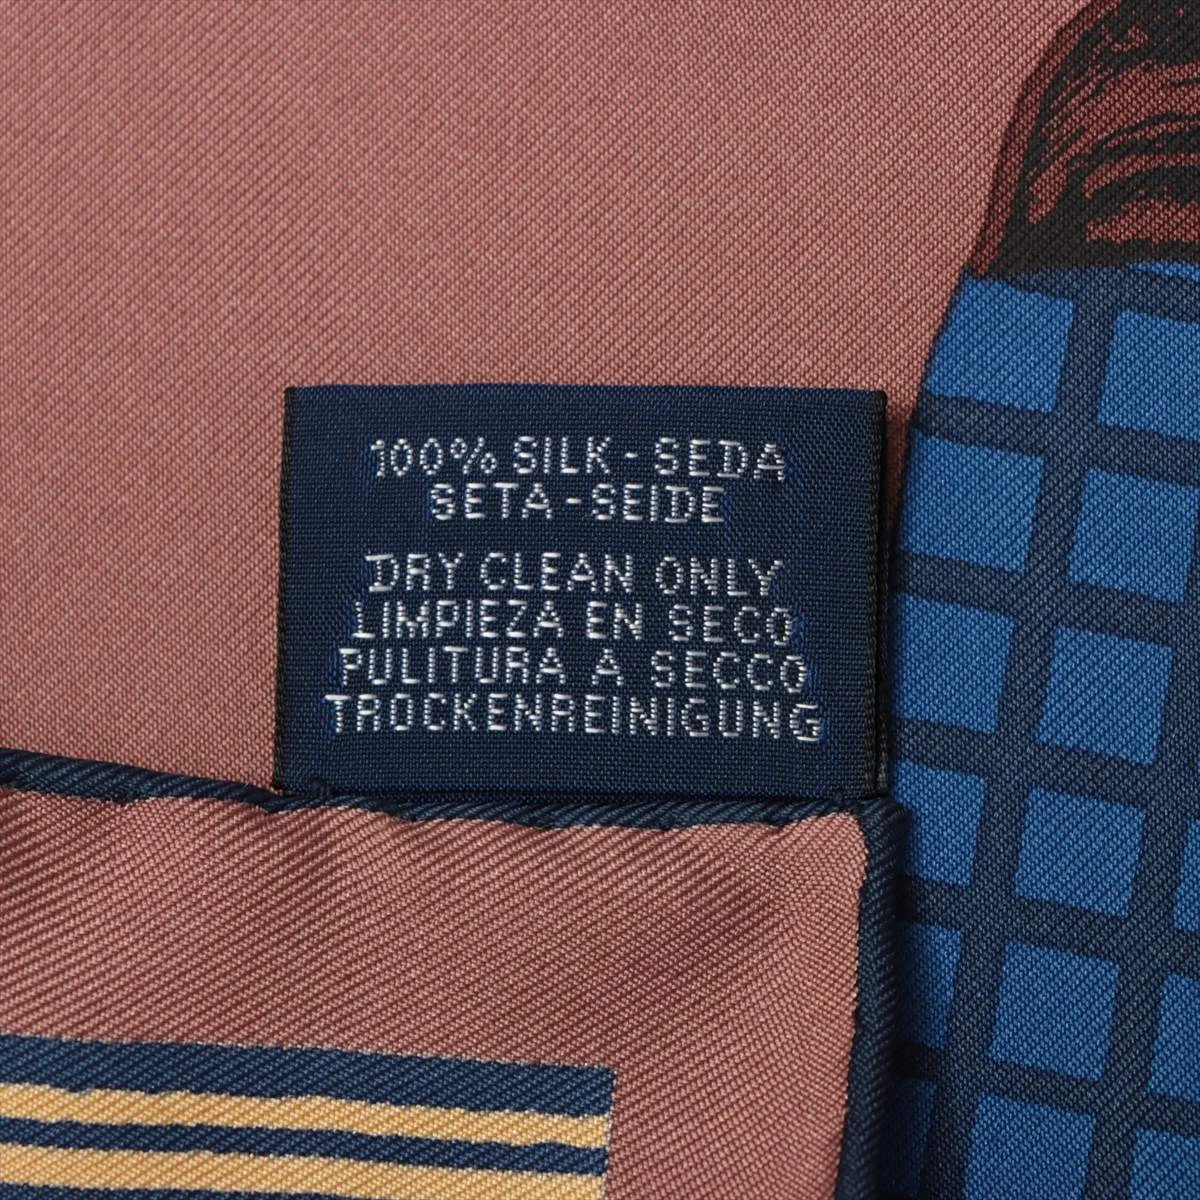 100% SILK - SEDA
SETA - SEIDE
DRY CLEAN ONLY
LIMPIEZA EN SECO
PULITURA A SECCO
TROCKENREINIGUNG